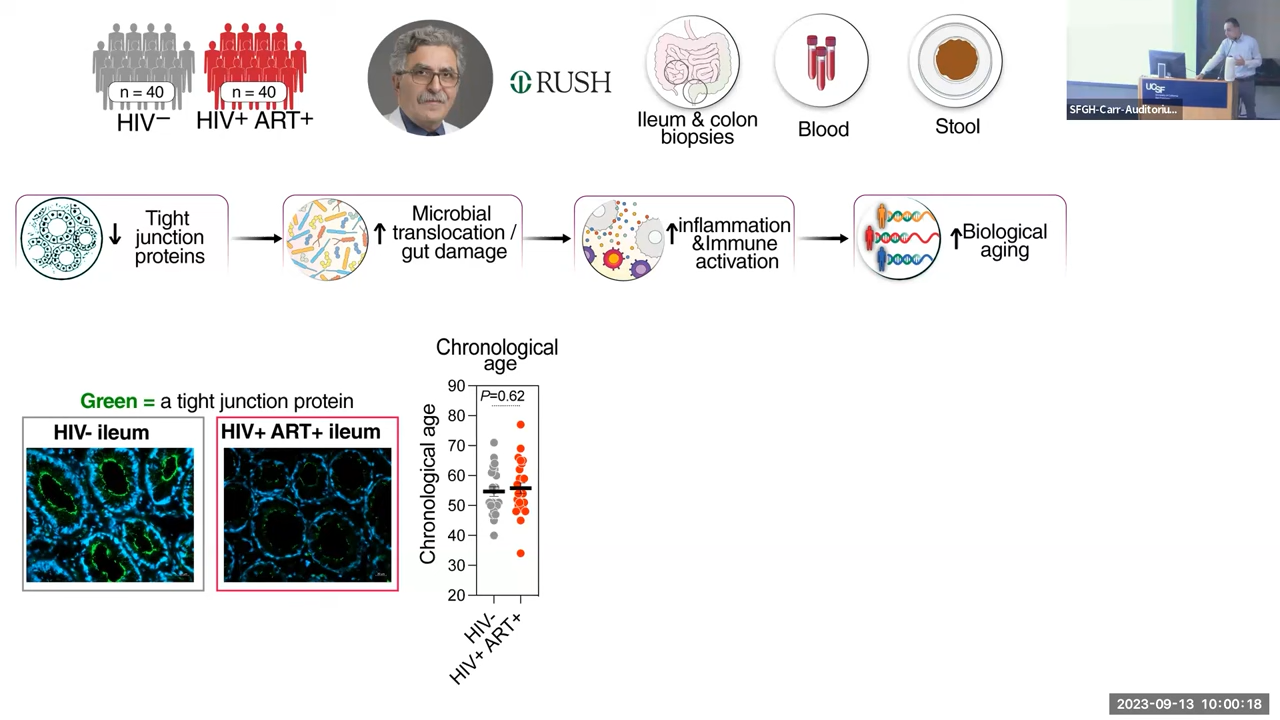 n = 40
HIV–
n = 40
HIV+ ART+
RUSH
Ileum & colon
biopsies
Blood
Stool
UCSF
SFGH-Carr-Auditoriu...
↓ Tight
junction
proteins
↑ Microbial
translocation /
gut damage
↑ inflammation
&Immune
activation
↑ Biological
aging
Green = a tight junction protein
HIV- ileum
HIV+ ART+ ileum
Chronological
age
Chronological age
90
80
70
60
50
40
30
20
P=0.62
HIV-
HIV+ ART+
2023-09-13 10:00:18